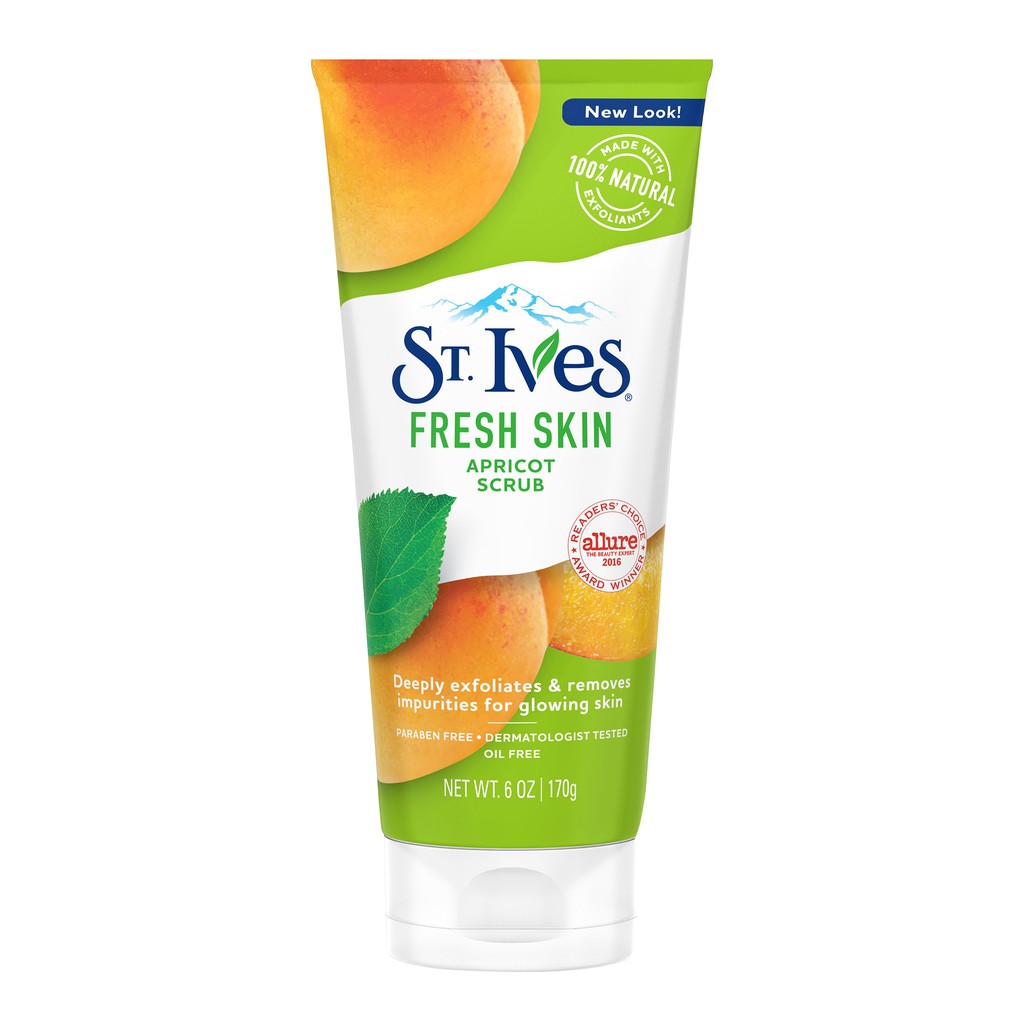 New Look!
MADE WITH
100% NATURAL
EXFOLIANTS
ST. Ives®
FRESH SKIN
APRICOT
SCRUB
READERS' CHOICE
allure
THE BEAUTY EXPERT
2016
AWARD WINNER
Deeply exfoliates & removes
impurities for glowing skin
PARABEN FREE • DERMATOLOGIST TESTED
OIL FREE
NET WT. 6 OZ | 170g